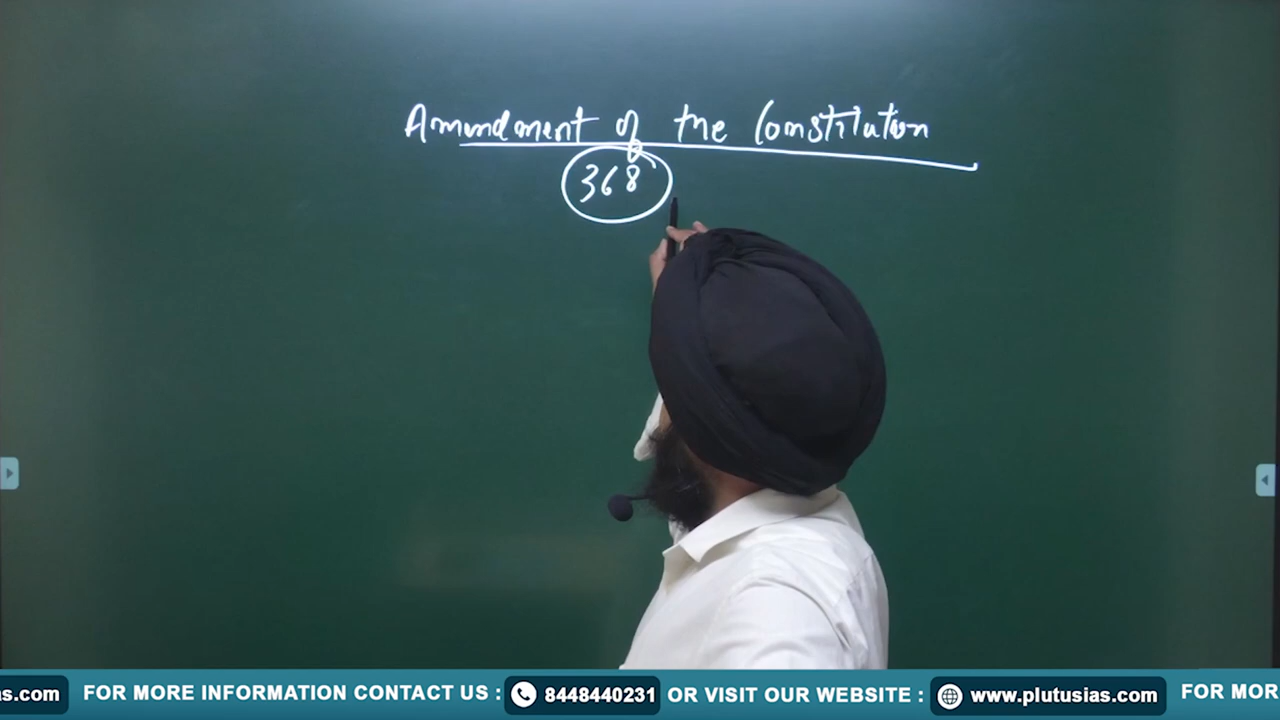 Amendment of the Constitution
368
as.com FOR MORE INFORMATION CONTACT US : 8448440231 OR VISIT OUR WEBSITE : www.plutusias.com FOR MOR